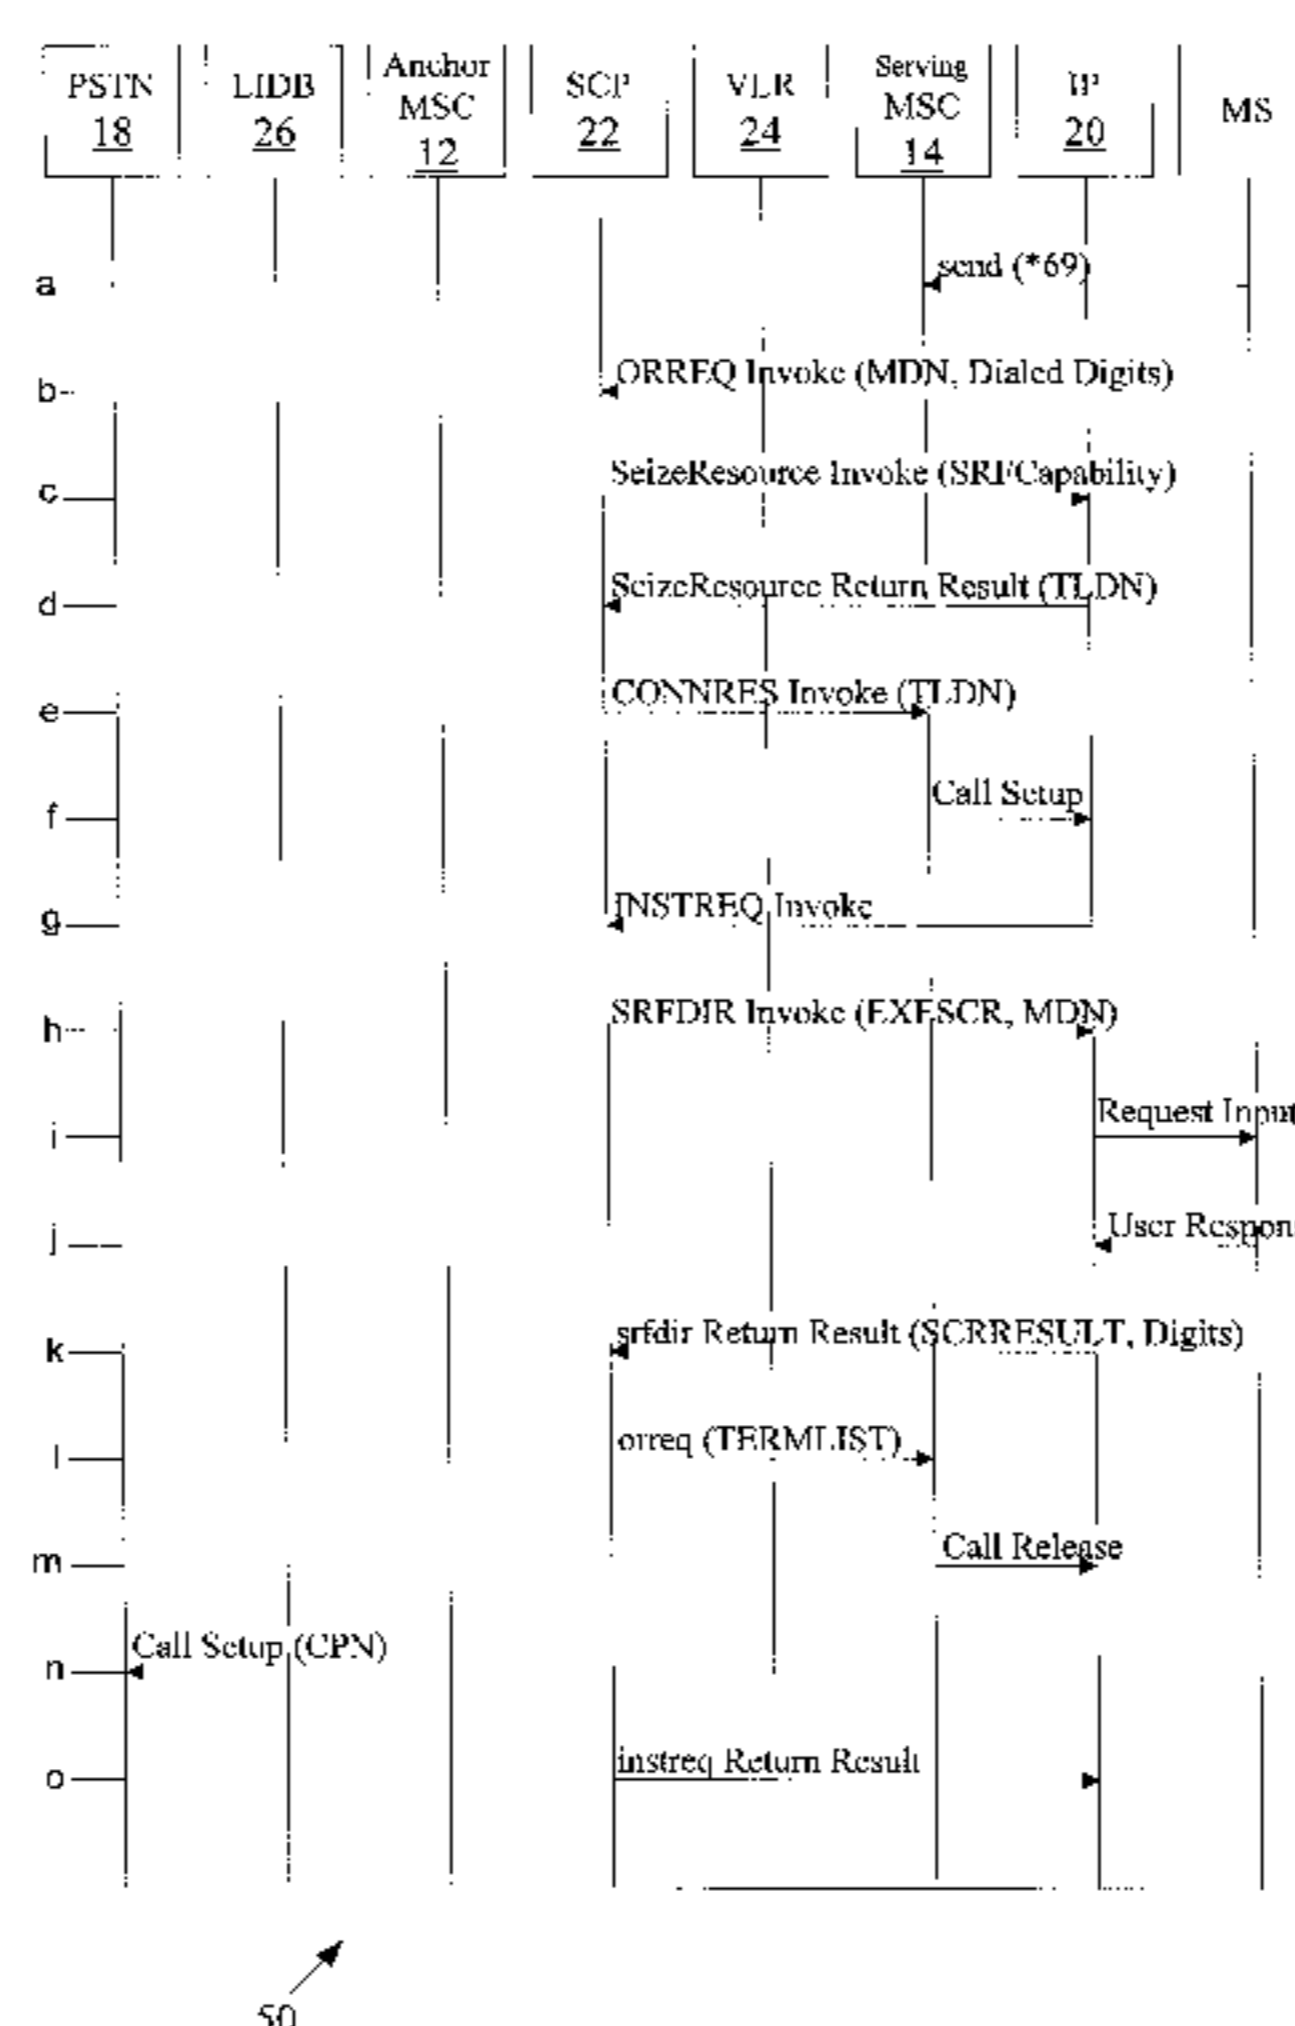 PSTN
18
LIDB
26
Anchor
MSC
12
SCP
22
VLR
24
Serving
MSC
14
IP
20
MS
a
send (*69)
b
ORREQ Invoke (MDN, Dialed Digits)
c
SeizeResource Invoke (SRFCapability)
d
SeizeResource Return Result (TLDN)
e
CONNRES Invoke (TLDN)
f
Call Setup
g
INSTREQ Invoke
h
SRFDIR Invoke (EXESCR, MDN)
i
Request Input
j
User Respon
k
srfdir Return Result (SCRRESULT, Digits)
l
orreq (TERMLIST)
m
Call Release
n
Call Setup (CPN)
o
instreq Return Result
50